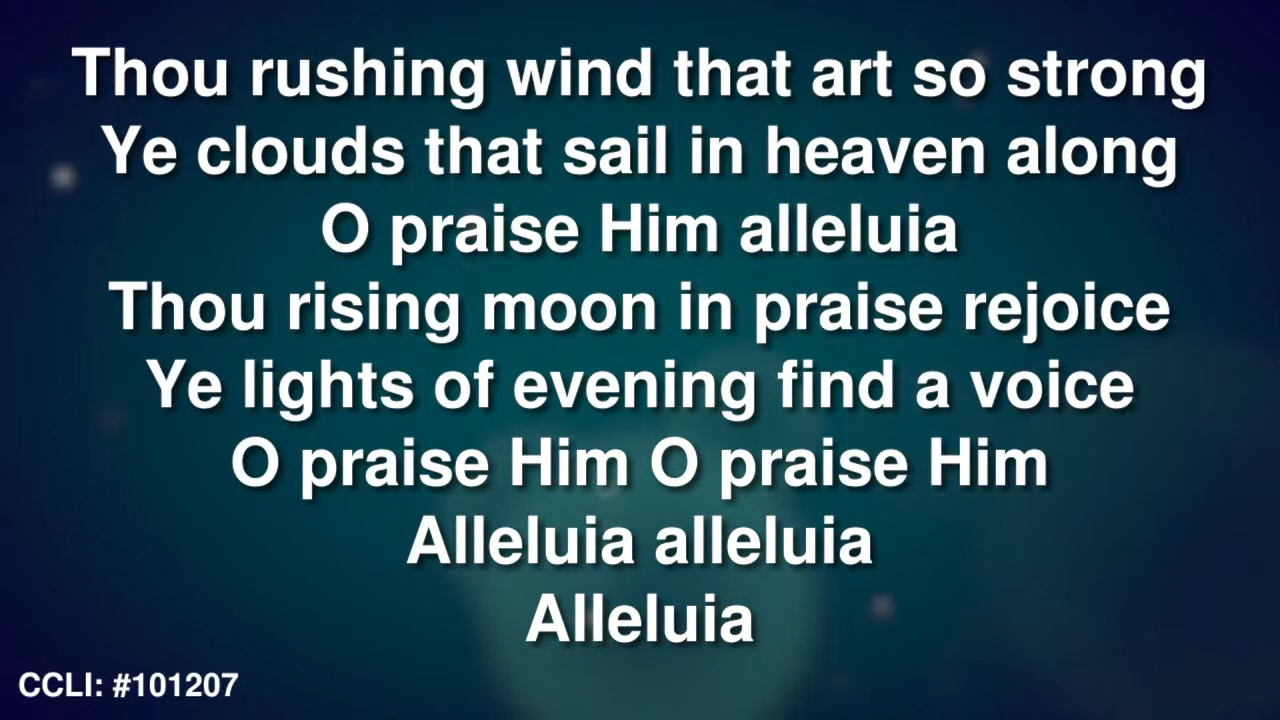 Thou rushing wind that art so strong
Ye clouds that sail in heaven along
O praise Him alleluia
Thou rising moon in praise rejoice
Ye lights of evening find a voice
O praise Him O praise Him
Alleluia alleluia
Alleluia
CCLI: #101207